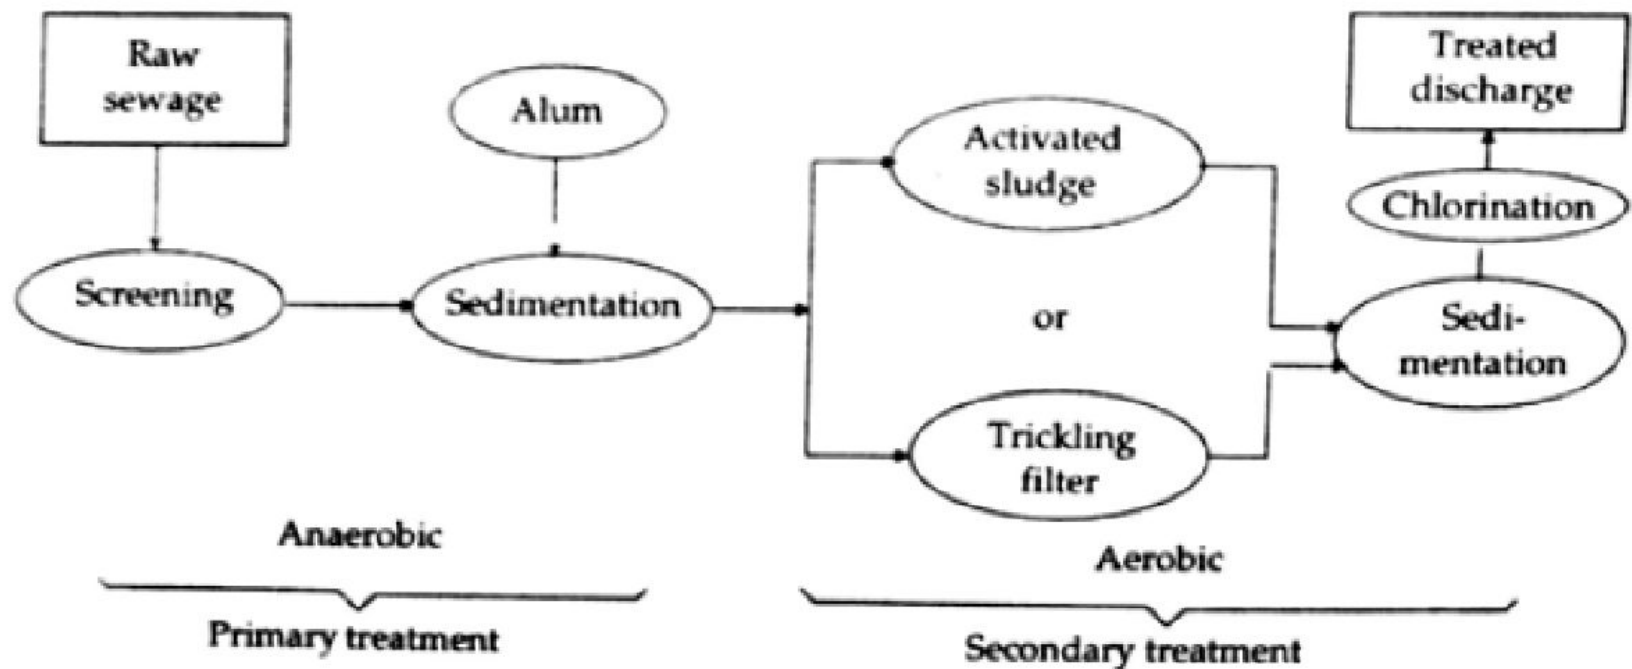 Raw
sewage
Alum
Screening
Sedimentation
Activated
sludge
or
Trickling
filter
Treated
discharge
Chlorination
Sedi-
mentation
Anaerobic
Primary treatment
Aerobic
Secondary treatment